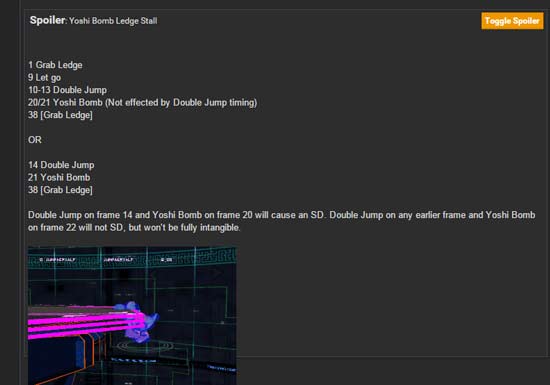 Spoiler: Yoshi Bomb Ledge Stall
Toggle Spoiler
1 Grab Ledge
9 Let go
10-13 Double Jump
20/21 Yoshi Bomb (Not effected by Double Jump timing)
38 [Grab Ledge]
OR
14 Double Jump
21 Yoshi Bomb
38 [Grab Ledge]
Double Jump on frame 14 and Yoshi Bomb on frame 20 will cause an SD. Double Jump on any earlier frame and Yoshi Bomb
on frame 22 will not SD, but won't be fully intangible.